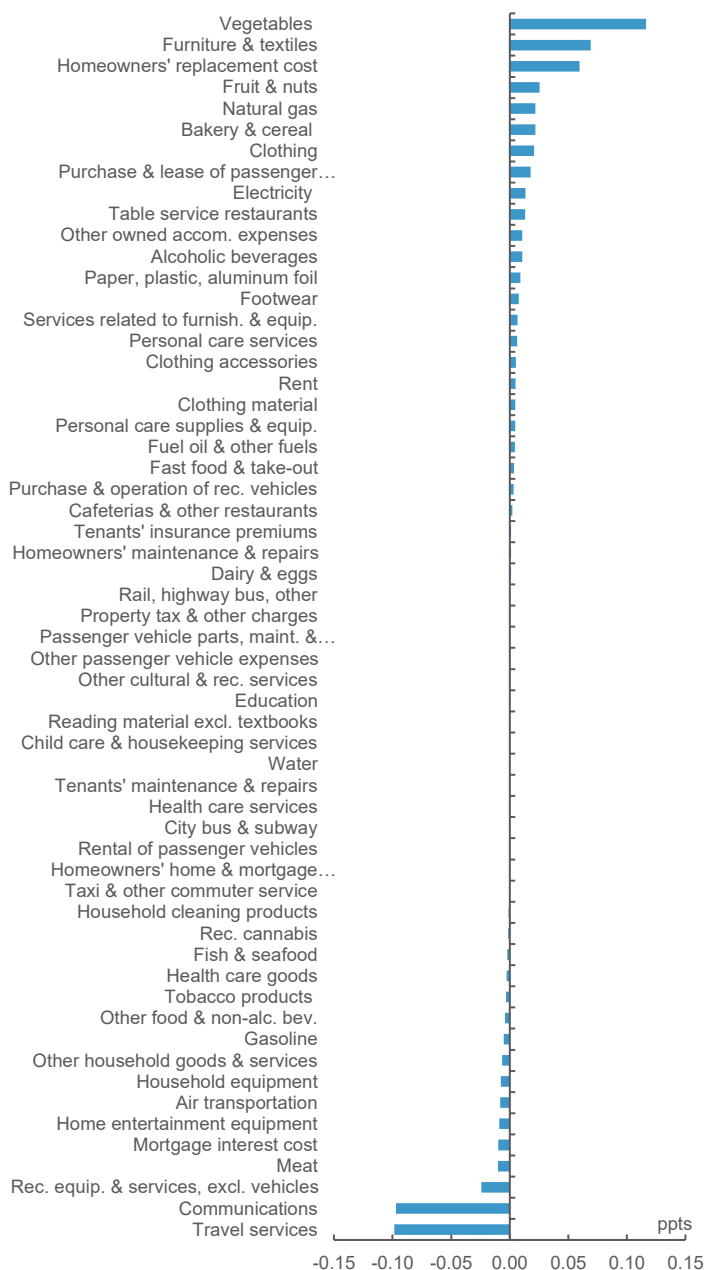 Vegetables
Furniture & textiles
Homeowners' replacement cost
Fruit & nuts
Natural gas
Bakery & cereal
Clothing
Purchase & lease of passenger…
Electricity
Table service restaurants
Other owned accom. expenses
Alcoholic beverages
Paper, plastic, aluminum foil
Footwear
Services related to furnish. & equip.
Personal care services
Clothing accessories
Rent
Clothing material
Personal care supplies & equip.
Fuel oil & other fuels
Fast food & take-out
Purchase & operation of rec. vehicles
Cafeterias & other restaurants
Tenants' insurance premiums
Homeowners' maintenance & repairs
Dairy & eggs
Rail, highway bus, other
Property tax & other charges
Passenger vehicle parts, maint. &…
Other passenger vehicle expenses
Other cultural & rec. services
Education
Reading material excl. textbooks
Child care & housekeeping services
Water
Tenants' maintenance & repairs
Health care services
City bus & subway
Rental of passenger vehicles
Homeowners' home & mortgage…
Taxi & other commuter service
Household cleaning products
Rec. cannabis
Fish & seafood
Health care goods
Tobacco products
Other food & non-alc. bev.
Gasoline
Other household goods & services
Household equipment
Air transportation
Home entertainment equipment
Mortgage interest cost
Meat
Rec. equip. & services, excl. vehicles
Communications
Travel services
ppts
-0.15 -0.10 -0.05 0.00 0.05 0.10 0.15